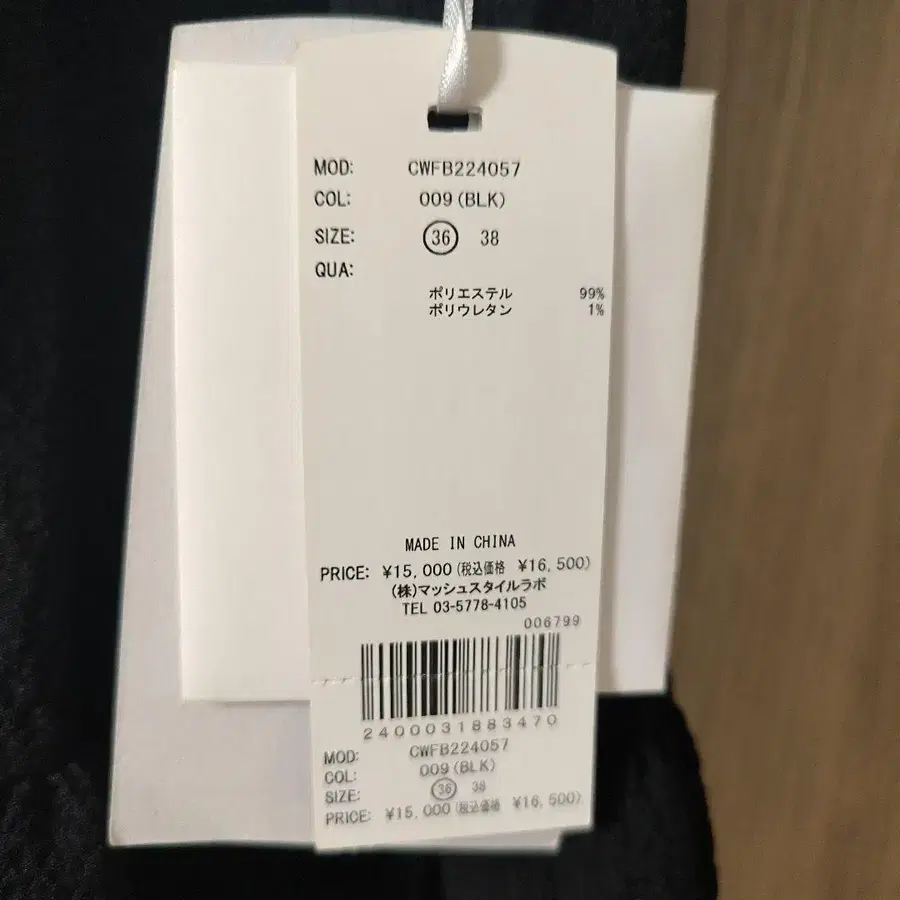 MOD: CWFB224057
COL: 009(BLK)
SIZE: 36 38
QUA:
ポリエステル 99%
ポリウレタン 1%
MADE IN CHINA
PRICE: ¥15,000(税込価格 ¥16,500)
(株)マッシュスタイルラボ
TEL 03-5778-4105
006799
2400031883470
MOD: CWFB224057
COL: 009(BLK)
SIZE: 36 38
PRICE: ¥15,000(税込価格 ¥16,500)